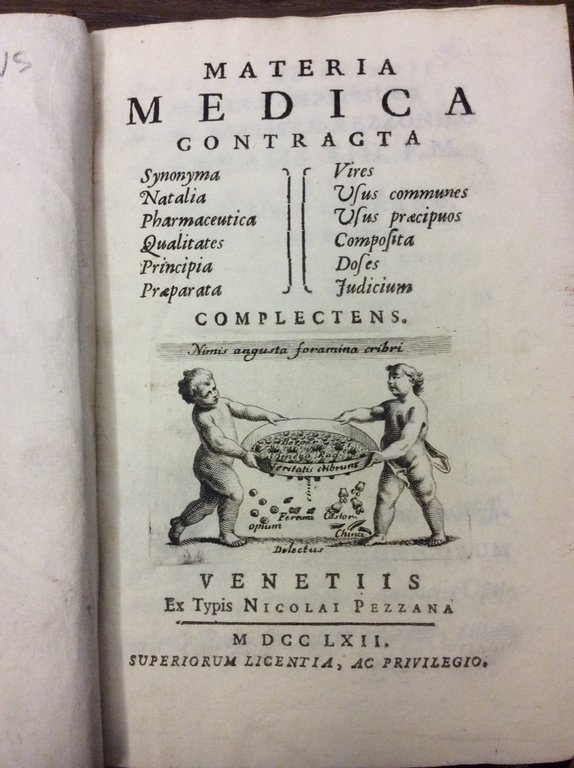 US
MATERIA
MEDICA
CONTRACTA
Synonyma Vires
Natalia Uſus communes
Pharmaceutica Uſus præcipuos
Qualitates Compoſita
Principia Doſes
Præparata Judicium
COMPLECTENS.
Nimis angusta foramina cribri
Veritatis cribrum
Opium Ferrum Castor
China
Delectus
VENETIIS
Ex Typis NICOLAI PEZZANA
M DCC LXII.
SUPERIORUM LICENTIA, AC PRIVILEGIO.